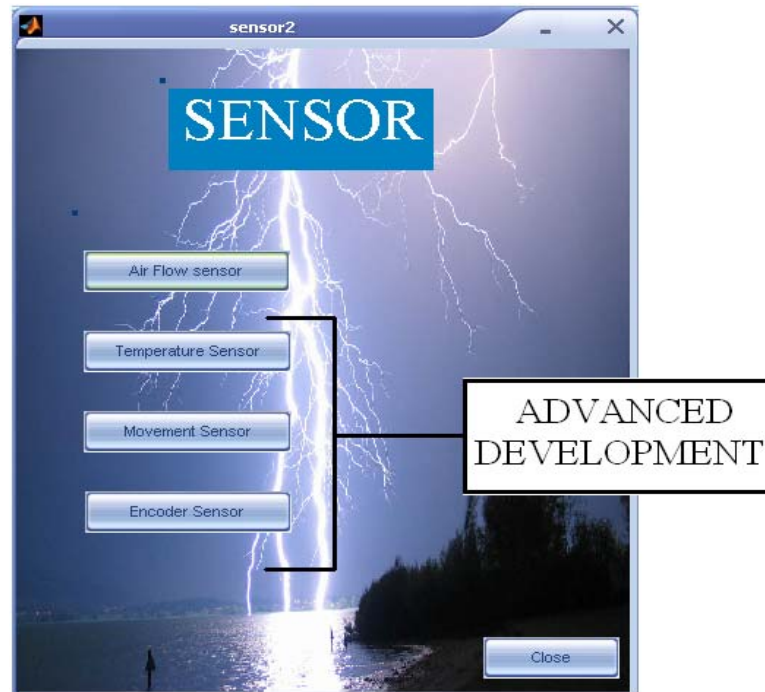 sensor2
SENSOR
Air Flow sensor
Temperature Sensor
Movement Sensor
Encoder Sensor
ADVANCED
DEVELOPMENT
Close